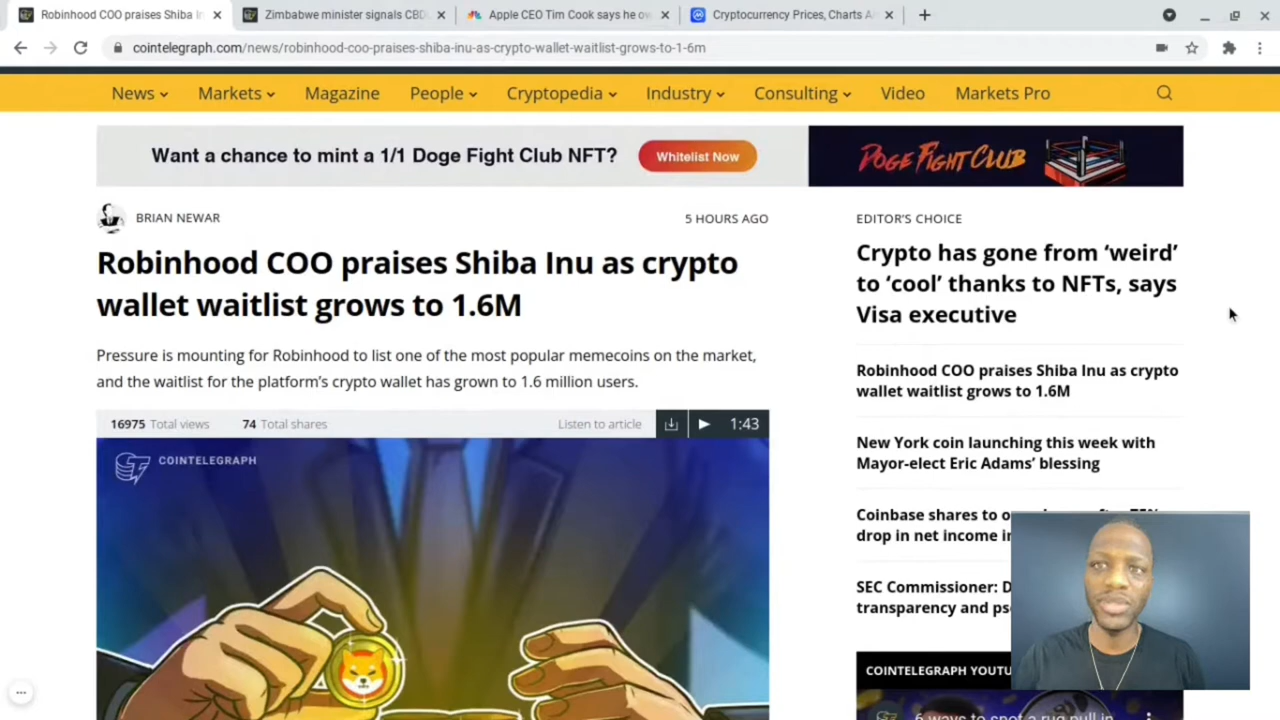 Robinhood COO praises Shiba In
Zimbabwe minister signals CBD
Apple CEO Tim Cook says he ow
Cryptocurrency Prices, Charts A
cointelegraph.com/news/robinhood-coo-praises-shiba-inu-as-crypto-wallet-waitlist-grows-to-1-6m
News Markets Magazine People Cryptopedia Industry Consulting Video Markets Pro
Want a chance to mint a 1/1 Doge Fight Club NFT? Whitelist Now DOGE FIGHT CLUB
BRIAN NEWAR 5 HOURS AGO
Robinhood COO praises Shiba Inu as crypto
wallet waitlist grows to 1.6M
Pressure is mounting for Robinhood to list one of the most popular memecoins on the market,
and the waitlist for the platform's crypto wallet has grown to 1.6 million users.
16975 Total views 74 Total shares Listen to article 1:43
COINTELEGRAPH
EDITOR'S CHOICE
Crypto has gone from 'weird'
to 'cool' thanks to NFTs, says
Visa executive
Robinhood COO praises Shiba Inu as crypto
wallet waitlist grows to 1.6M
New York coin launching this week with
Mayor-elect Eric Adams' blessing
Coinbase shares to
drop in net income i
SEC Commissioner: D
transparency and ps
COINTELEGRAPH YOUTU
6 ways to spot a rug pull in